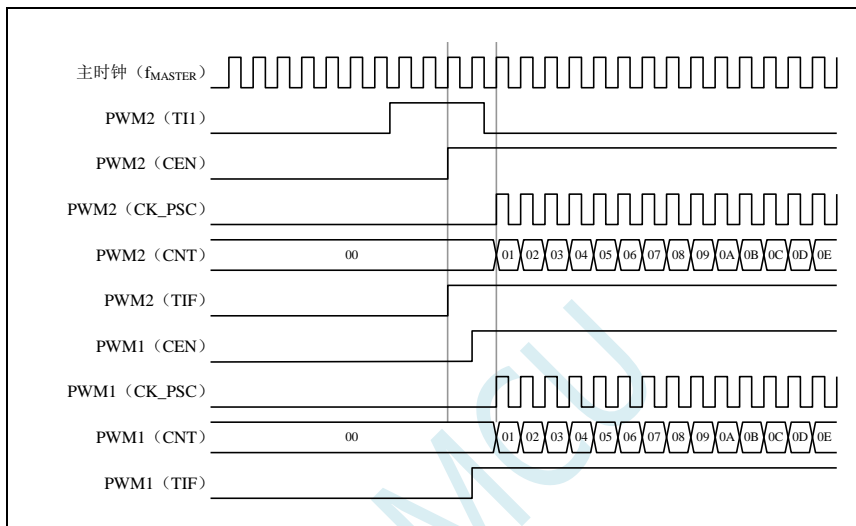 主时钟（fMASTER）
PWM2（TI1）
PWM2（CEN）
PWM2（CK_PSC）
PWM2（CNT） 00 01 02 03 04 05 06 07 08 09 0A 0B 0C 0D 0E
PWM2（TIF）
PWM1（CEN）
PWM1（CK_PSC）
PWM1（CNT） 00 01 02 03 04 05 06 07 08 09 0A 0B 0C 0D 0E
PWM1（TIF）
MCU